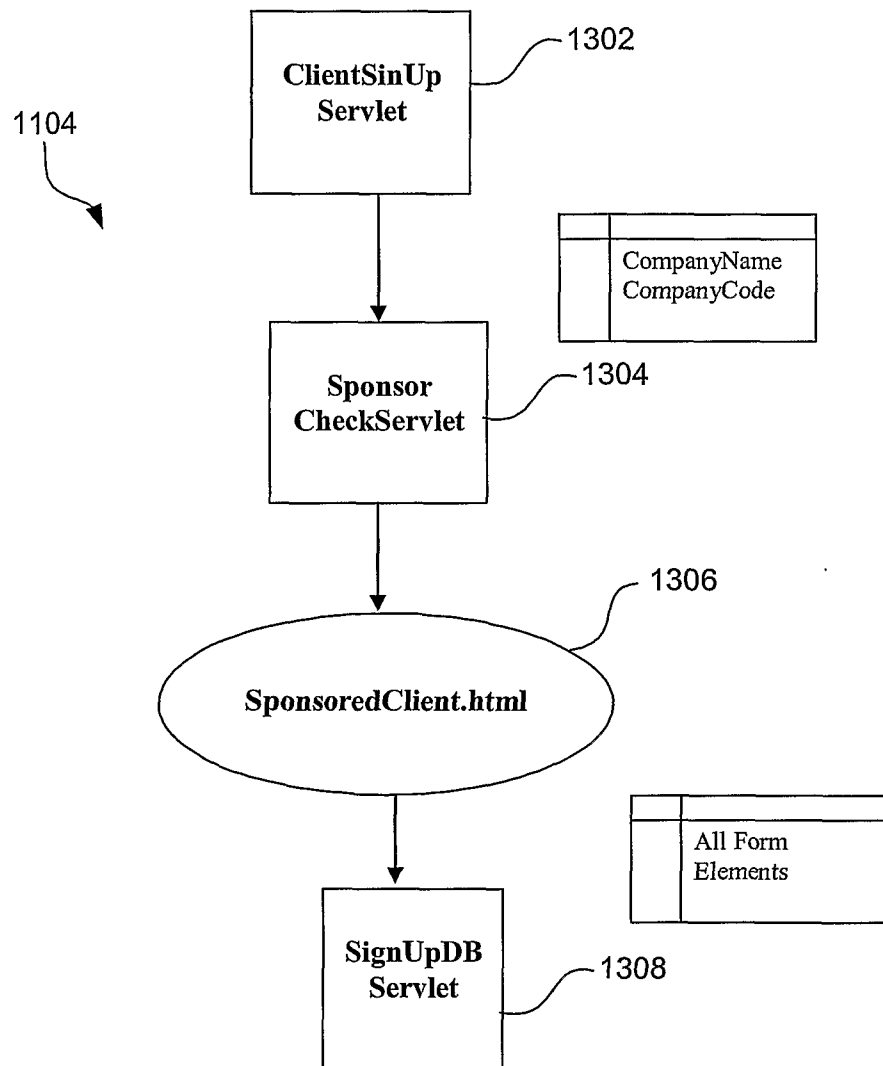 1302
ClientSinUp
Servlet
1104
CompanyName
CompanyCode
1304
Sponsor
CheckServlet
1306
SponsoredClient.html
All Form
Elements
SignUpDB
Servlet
1308